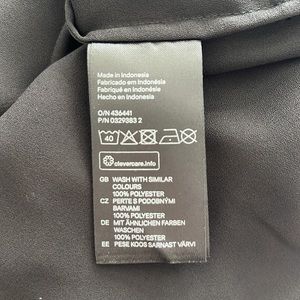 Made in Indonesia
Fabricado em Indonésia
Fabriqué en Indonésie
Hecho en Indonesia
O/N 436441
P/N 0329383 2
40
clevercare.info
GB WASH WITH SIMILAR
COLOURS
100% POLYESTER
CZ PERTE S PODOBNÝMI
BARVAMI
100% POLYESTER
DE MIT ÄHNLICHEN FARBEN
WASCHEN
100% POLYESTER
EE PESE KOOS SARNAST VÄRVI